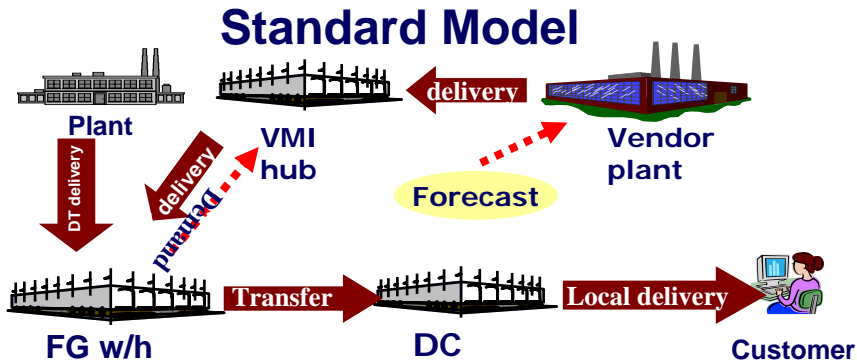 Standard Model
Plant
VMI
hub
delivery
Vendor
plant
DT delivery
delivery
Demand
Forecast
FG w/h
Transfer
DC
Local delivery
Customer